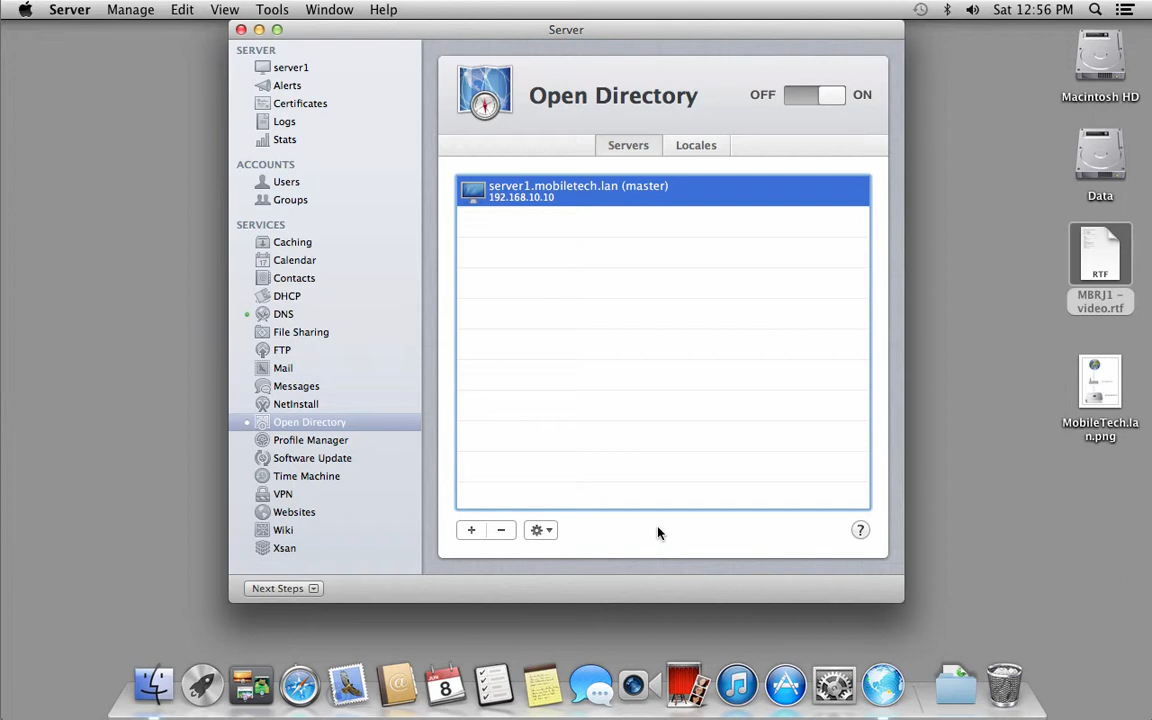 Server Manage Edit View Tools Window Help Sat 12:56 PM
Server
SERVER
server1
Alerts
Certificates
Logs
Stats
ACCOUNTS
Users
Groups
SERVICES
Caching
Calendar
17
Contacts
DHCP
DNS
File Sharing
FTP
Mail
Messages
NetInstall
Open Directory
Profile Manager
Software Update
Time Machine
VPN
Websites
Wiki
Xsan
Next Steps
Open Directory
OFF ON
Servers Locales
server1.mobiletech.lan (master)
192.168.10.10
+ − ?
Macintosh HD
Data
RTF
MBRJ1 –
video.rtf
MobileTech.la
n.png
8